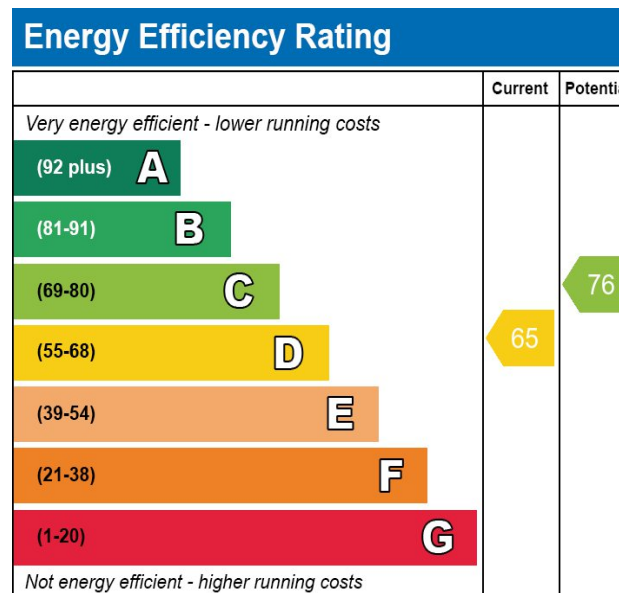 Energy Efficiency Rating
Current Potentia
Very energy efficient - lower running costs
(92 plus) A
(81-91) B
(69-80) C
76
(55-68) D
65
(39-54) E
(21-38) F
(1-20) G
Not energy efficient - higher running costs